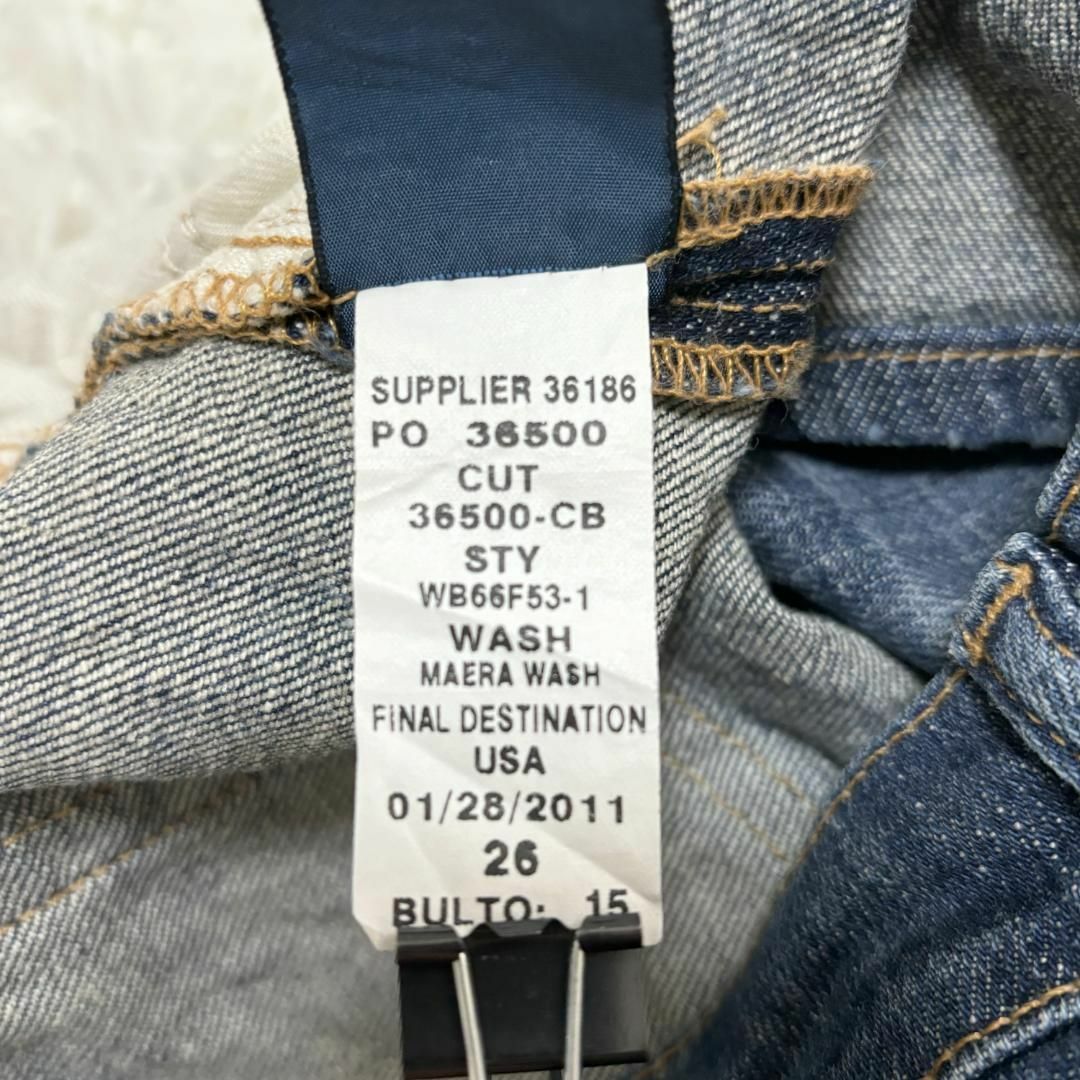 SUPPLIER 36186
PO 36500
CUT
36500-CB
STY
WB66F53-1
WASH
MAERA WASH
FINAL DESTINATION
USA
01/28/2011
26
BULTO: 15